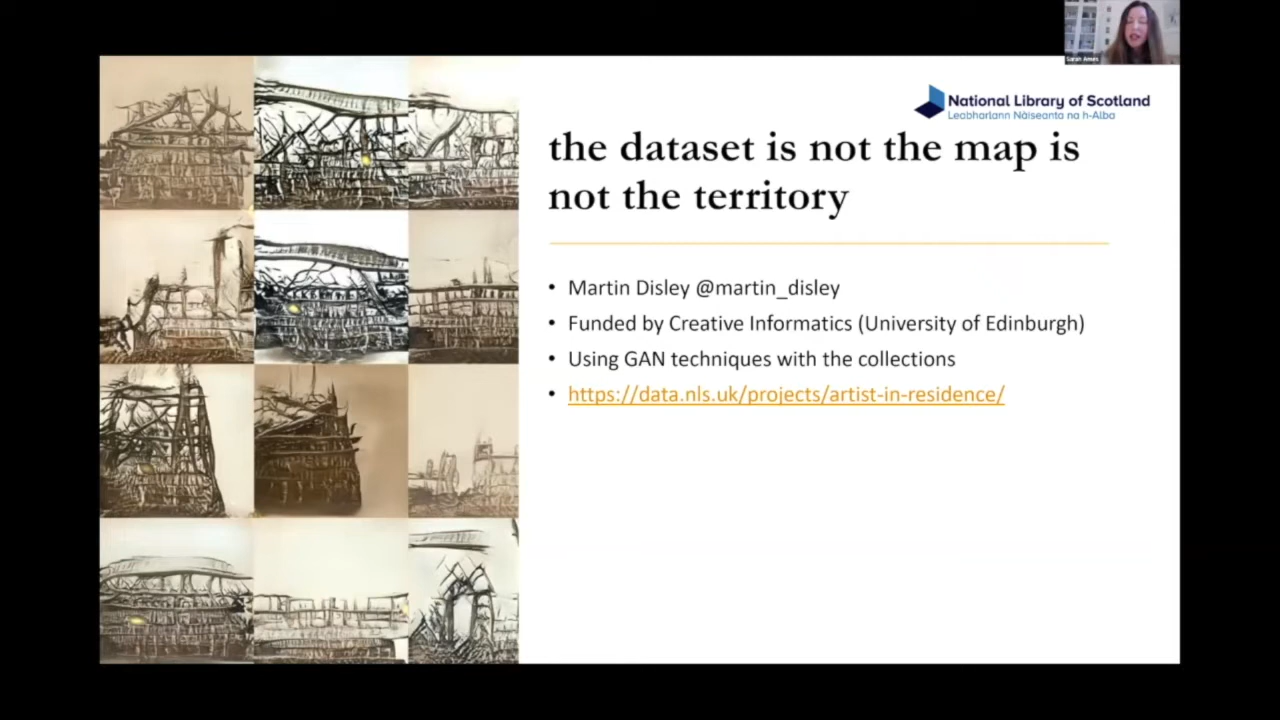 Sarah Ames
National Library of Scotland
Leabharlann Nàiseanta na h-Alba
the dataset is not the map is
not the territory
• Martin Disley @martin_disley
• Funded by Creative Informatics (University of Edinburgh)
• Using GAN techniques with the collections
• https://data.nls.uk/projects/artist-in-residence/